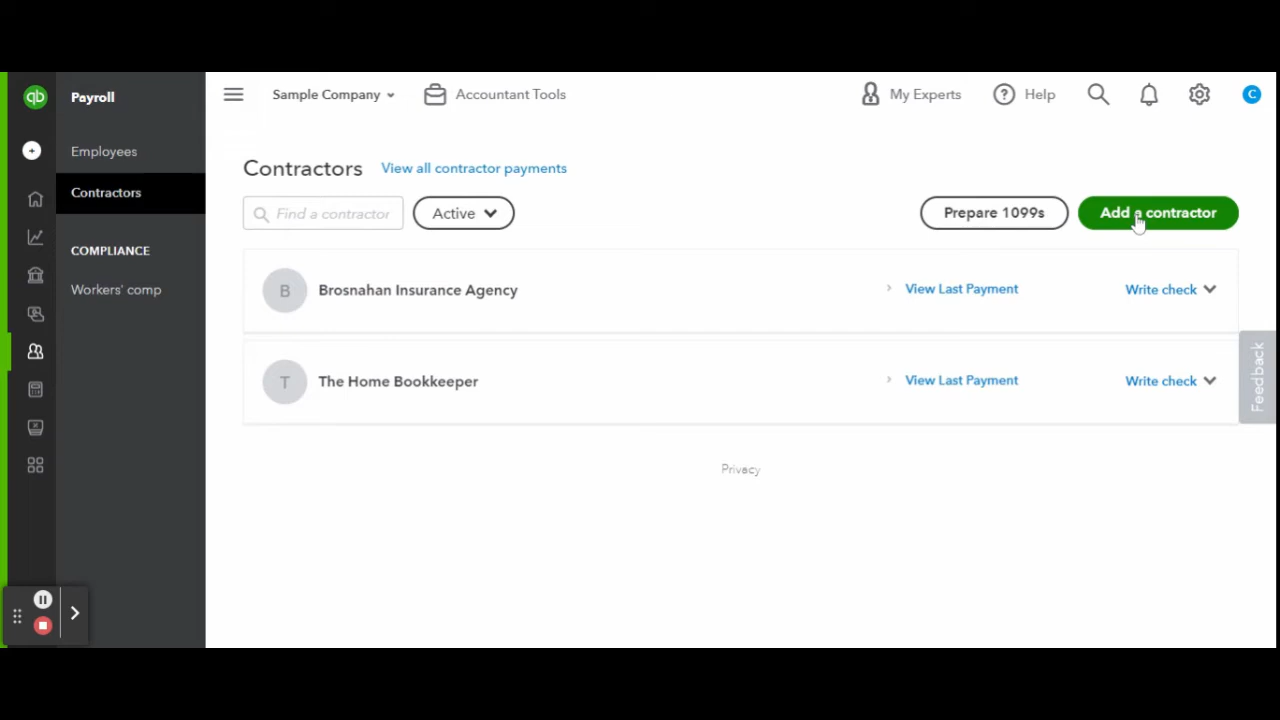 qb
Payroll
Sample Company
Accountant Tools
My Experts
? Help
C
Employees
Contractors
COMPLIANCE
Workers' comp
Contractors View all contractor payments
Find a contractor
Active
Prepare 1099s
Add a contractor
B Brosnahan Insurance Agency View Last Payment Write check
T The Home Bookkeeper View Last Payment Write check
Feedback
Privacy